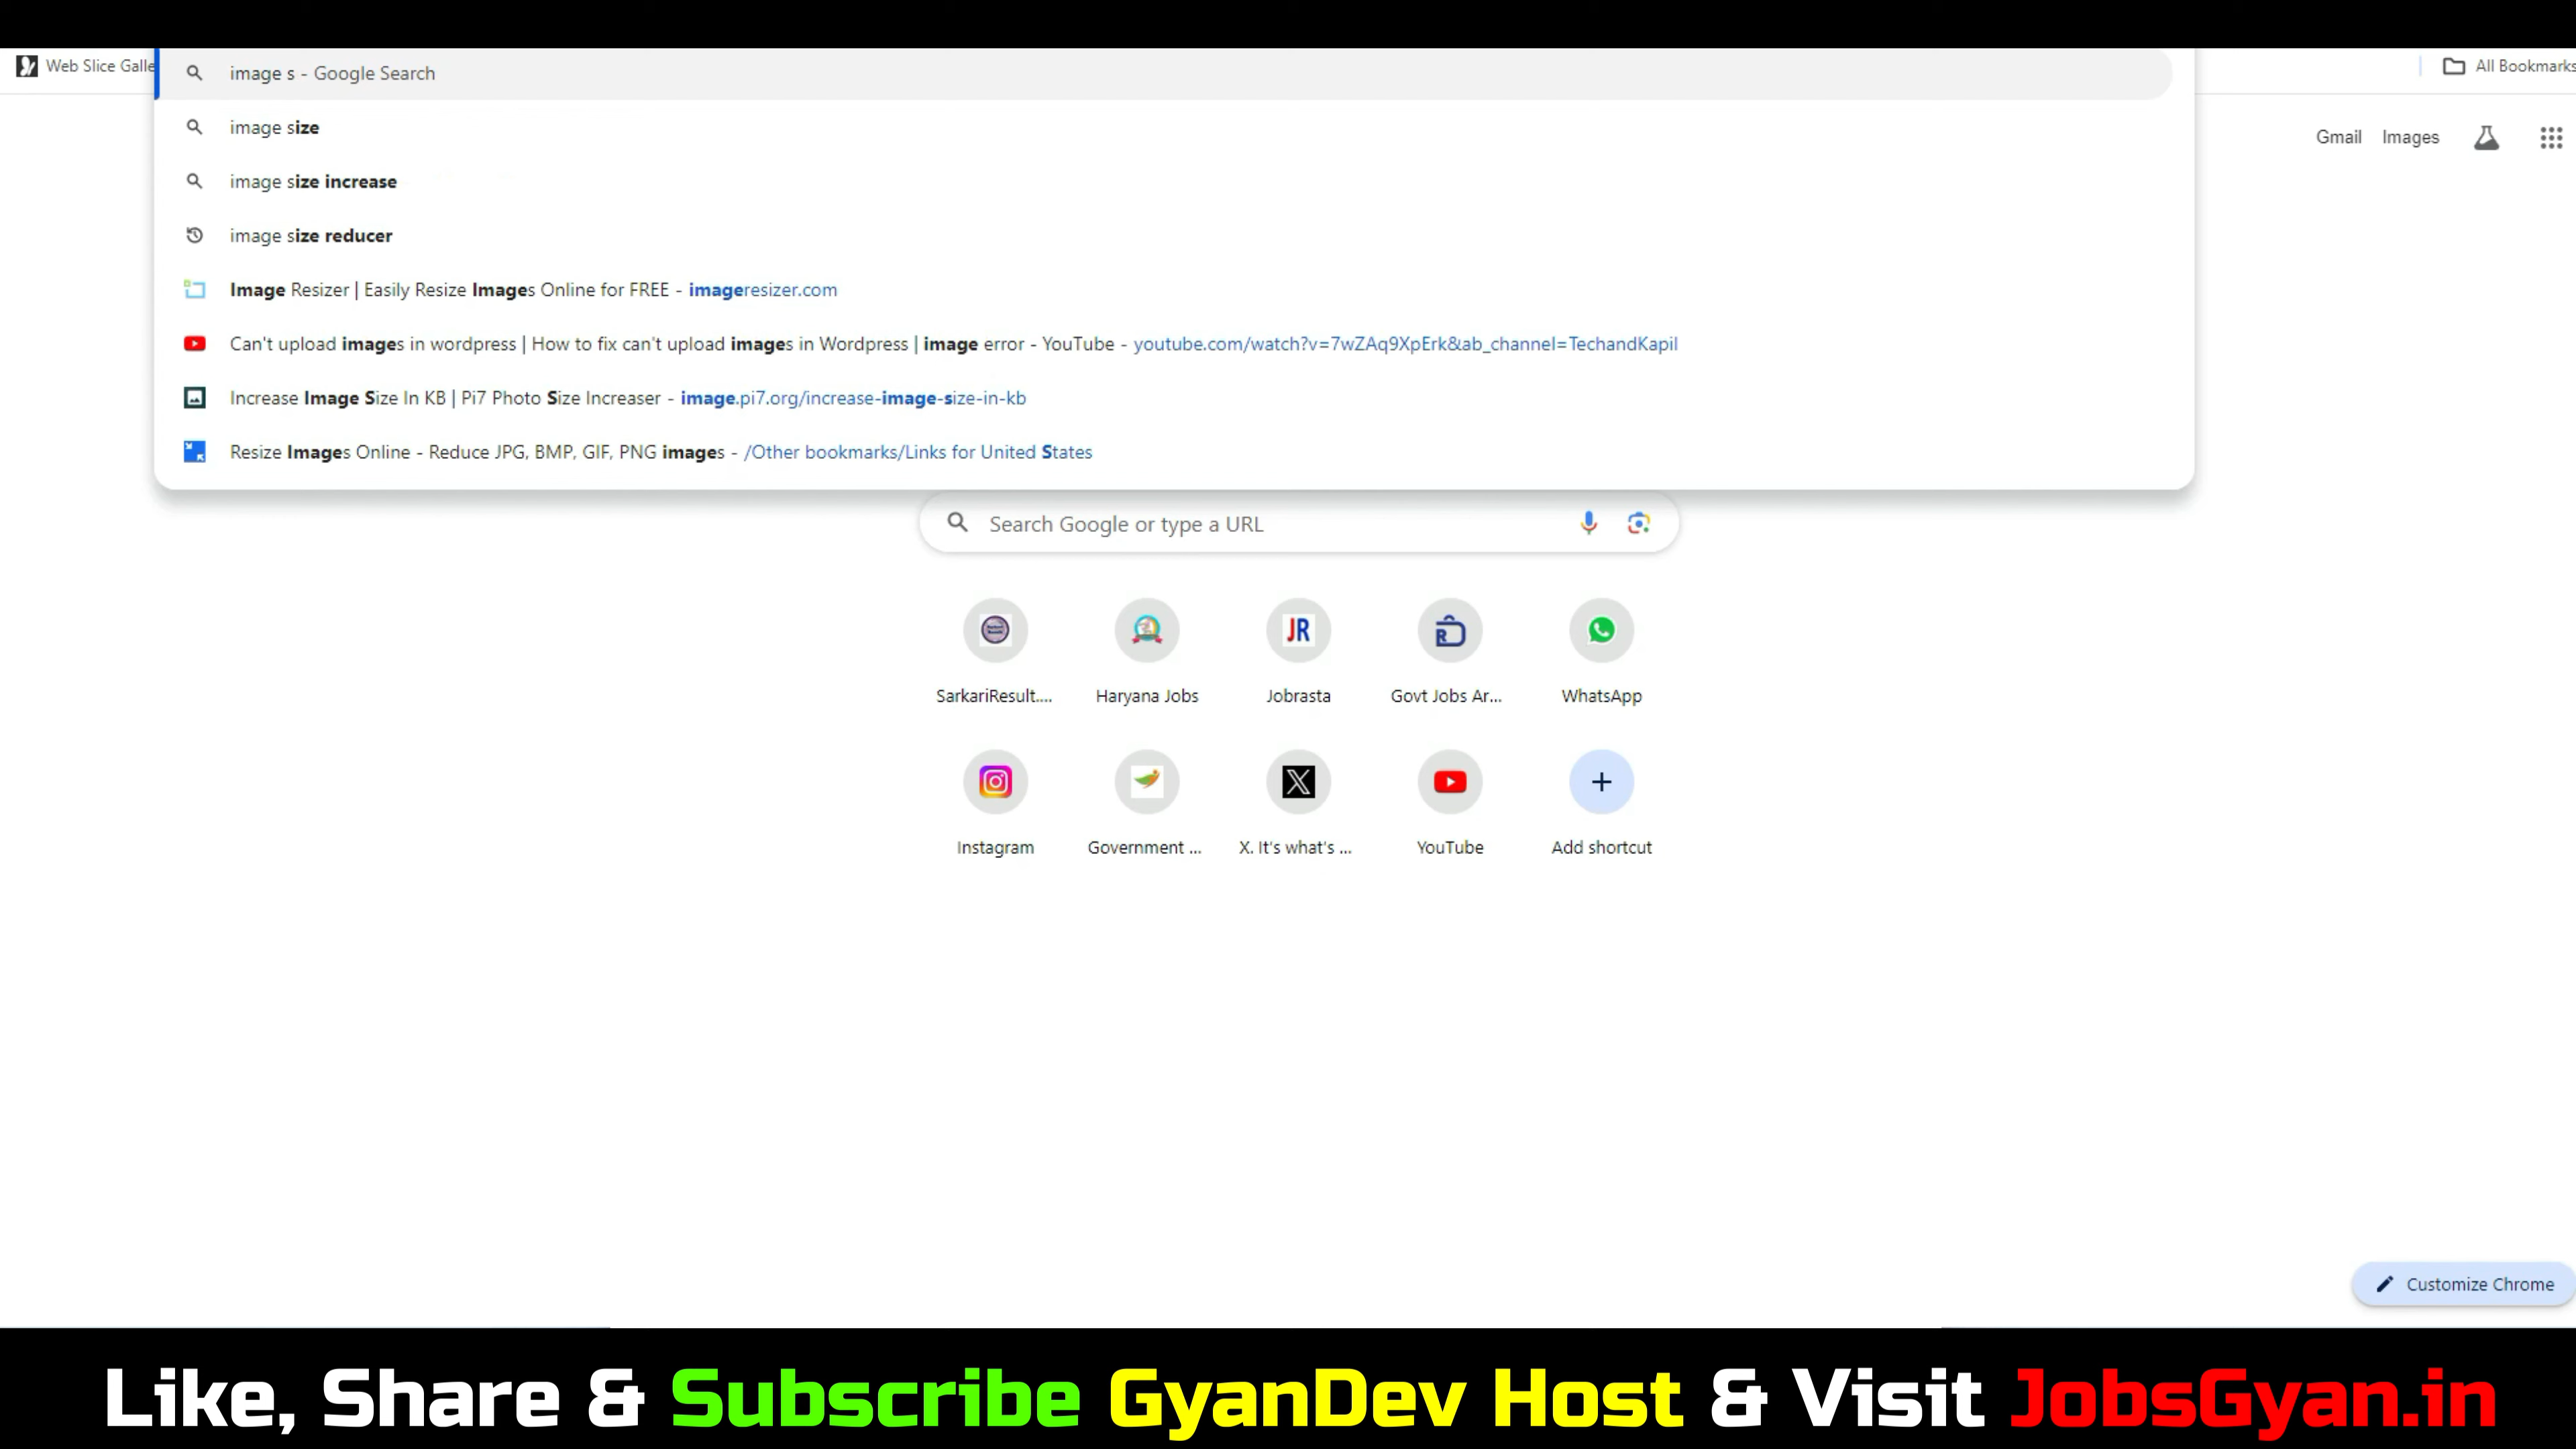 Web Slice Galle
image s - Google Search
All Bookmarks
image size
Gmail Images
image size increase
image size reducer
Image Resizer | Easily Resize Images Online for FREE - imageresizer.com
Can't upload images in wordpress | How to fix can't upload images in Wordpress | image error - YouTube - youtube.com/watch?v=7wZAq9XpErk&ab_channel=TechandKapil
Increase Image Size In KB | Pi7 Photo Size Increaser - image.pi7.org/increase-image-size-in-kb
Resize Images Online - Reduce JPG, BMP, GIF, PNG images - /Other bookmarks/Links for United States
Search Google or type a URL
JR
SarkariResult.... Haryana Jobs Jobrasta Govt Jobs Ar... WhatsApp
Instagram Government ... X. It's what's ... YouTube Add shortcut
Customize Chrome
Like, Share & Subscribe GyanDev Host & Visit JobsGyan.in